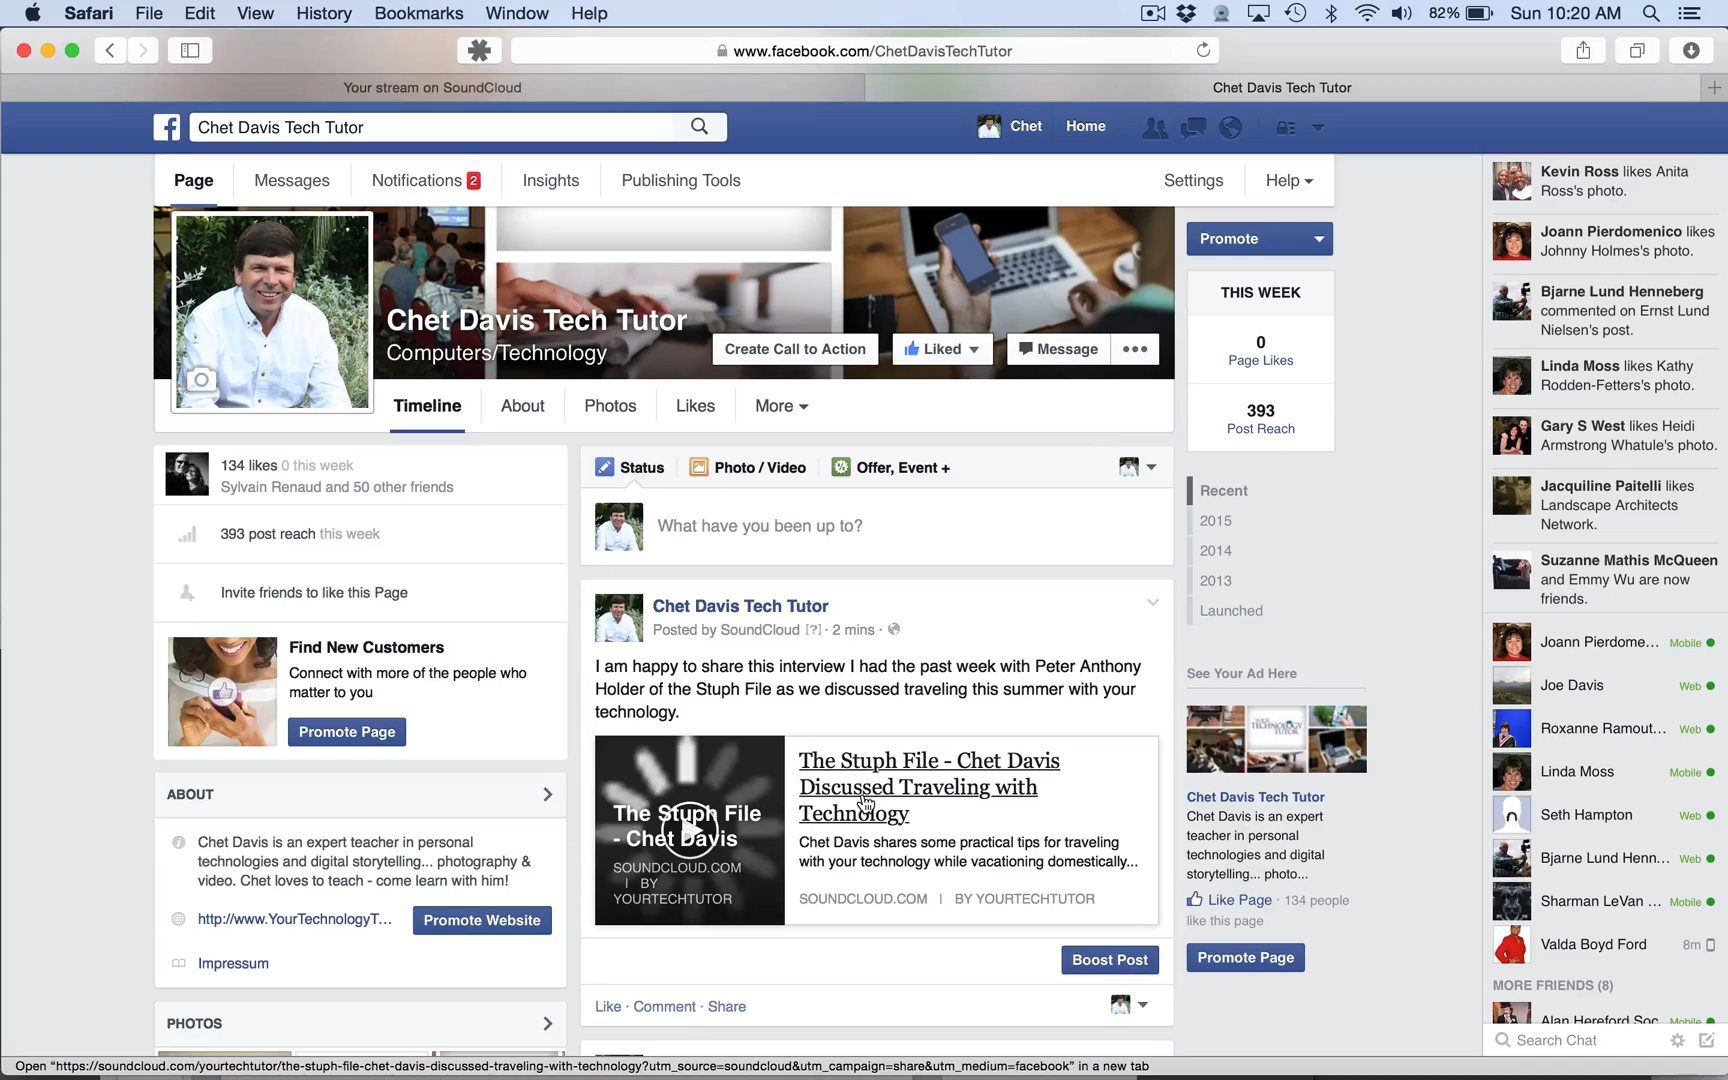 Safari File Edit View History Bookmarks Window Help 82% Sun 10:20 AM
www.facebook.com/ChetDavisTechTutor
Your stream on SoundCloud
Chet Davis Tech Tutor
Chet Davis Tech Tutor
Chet Home
Page Messages Notifications 2 Insights Publishing Tools Settings Help
Chet Davis Tech Tutor
Computers/Technology
Create Call to Action Liked Message •••
Timeline About Photos Likes More
Promote
THIS WEEK
0
Page Likes
393
Post Reach
134 likes 0 this week
Sylvain Renaud and 50 other friends
393 post reach this week
Invite friends to like this Page
Find New Customers
Connect with more of the people who
matter to you
Promote Page
ABOUT
Chet Davis is an expert teacher in personal
technologies and digital storytelling... photography &
video. Chet loves to teach - come learn with him!
http://www.YourTechnologyT... Promote Website
Impressum
PHOTOS
Status Photo / Video Offer, Event +
What have you been up to?
Chet Davis Tech Tutor
Posted by SoundCloud [?] · 2 mins ·
I am happy to share this interview I had the past week with Peter Anthony
Holder of the Stuph File as we discussed traveling this summer with your
technology.
The Stuph File
- Chet Davis
SOUNDCLOUD.COM
| BY
YOURTECHTUTOR
The Stuph File - Chet Davis
Discussed Traveling with
Technology
Chet Davis shares some practical tips for traveling
with your technology while vacationing domestically...
SOUNDCLOUD.COM | BY YOURTECHTUTOR
Boost Post
Like · Comment · Share
Recent
2015
2014
2013
Launched
See Your Ad Here
YOUR
TECHNOLOGY
TUTOR
Chet Davis Tech Tutor
Chet Davis is an expert
teacher in personal
technologies and digital
storytelling... photo...
Like Page · 134 people
like this page
Promote Page
Kevin Ross likes Anita
Ross's photo.
Joann Pierdomenico likes
Johnny Holmes's photo.
Bjarne Lund Henneberg
commented on Ernst Lund
Nielsen's post.
Linda Moss likes Kathy
Rodden-Fetters's photo.
Gary S West likes Heidi
Armstrong Whatule's photo.
Jacquiline Paitelli likes
Landscape Architects
Network.
Suzanne Mathis McQueen
and Emmy Wu are now
friends.
Joann Pierdome... Mobile
Joe Davis Web
Roxanne Ramout... Web
Linda Moss Mobile
Seth Hampton Web
Bjarne Lund Henn... Web
Sharman LeVan ... Mobile
Valda Boyd Ford 8m
MORE FRIENDS (8)
Alan Hereford Soc Mobile
Search Chat
Open "https://soundcloud.com/yourtechtutor/the-stuph-file-chet-davis-discussed-traveling-with-technology?utm_source=soundcloud&utm_campaign=share&utm_medium=facebook" in a new tab